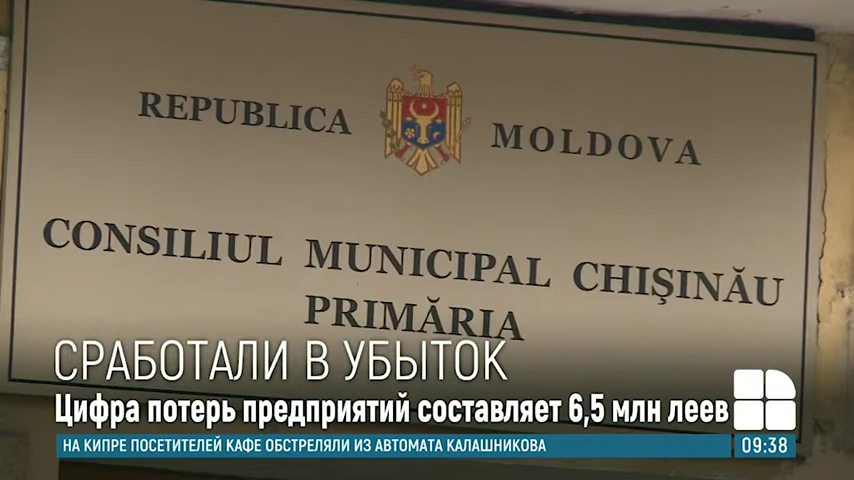 REPUBLICA MOLDOVA
CONSILIUL MUNICIPAL CHIŞINĂU
PRIMĂRIA
СРАБОТАЛИ В УБЫТОК
Цифра потерь предприятий составляет 6,5 млн леев
НА КИПРЕ ПОСЕТИТЕЛЕЙ КАФЕ ОБСТРЕЛЯЛИ ИЗ АВТОМАТА КАЛАШНИКОВА
09:38